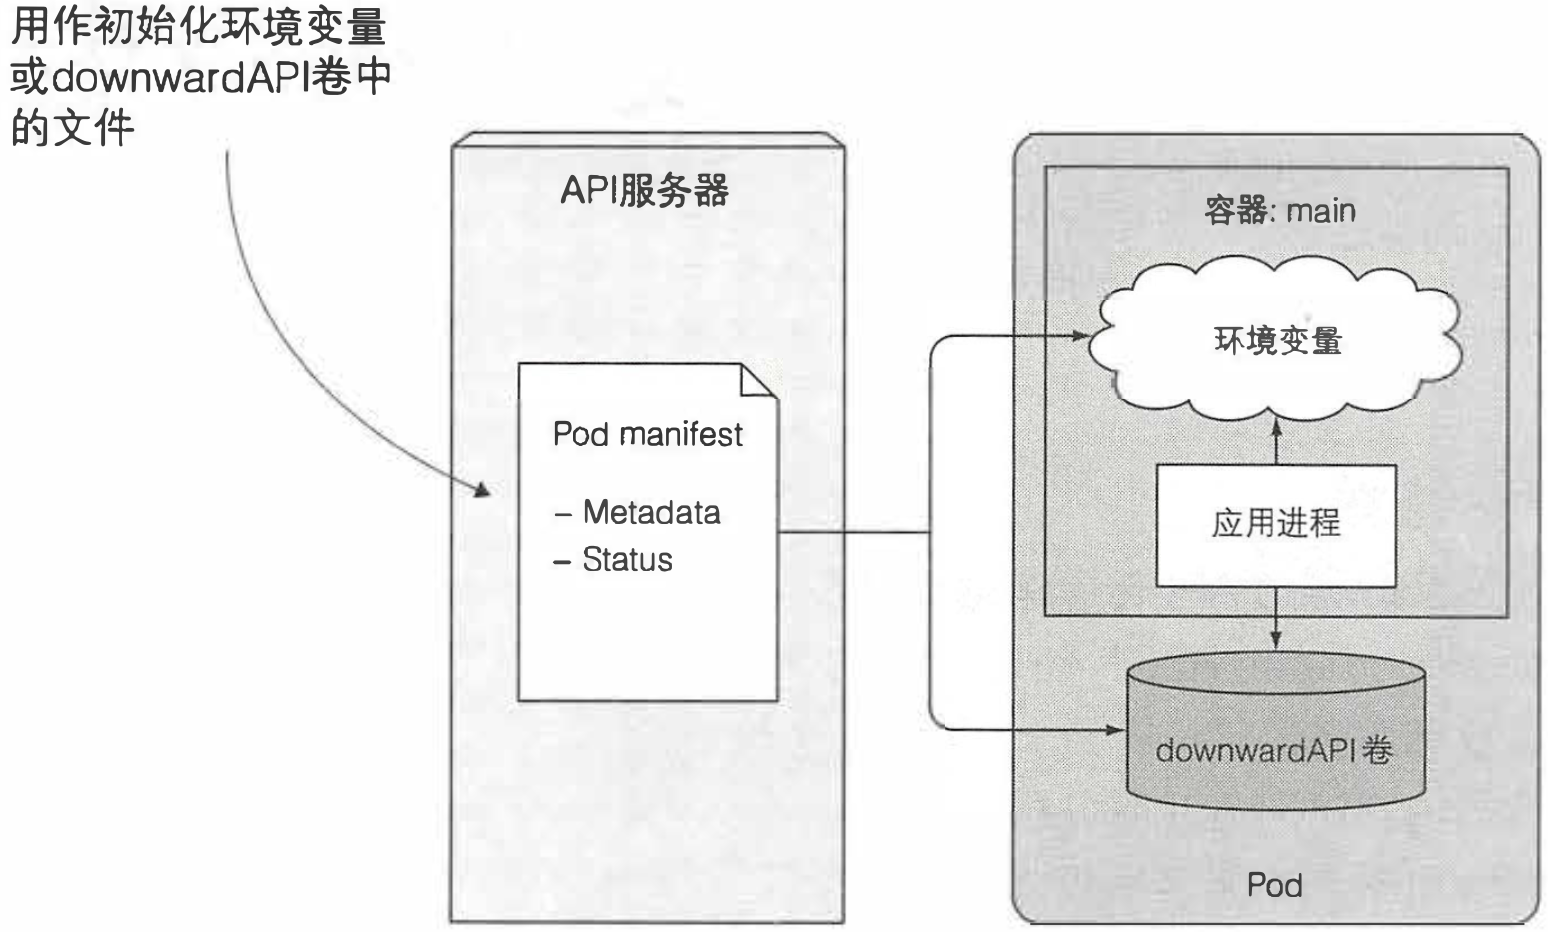 用作初始化环境变量
或downwardAPI卷中
的文件
API服务器
Pod manifest
– Metadata
– Status
容器: main
环境变量
应用进程
downwardAPI卷
Pod